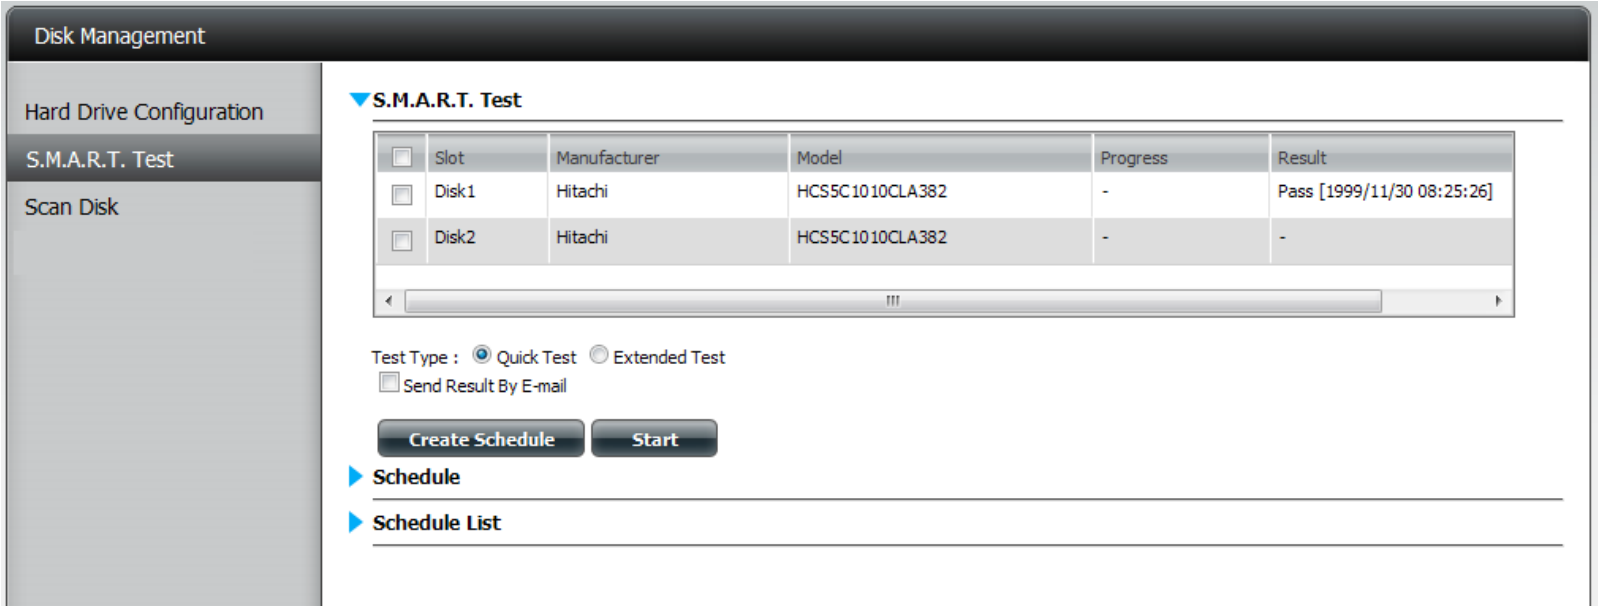 Disk Management
Hard Drive Configuration
S.M.A.R.T. Test
Scan Disk
S.M.A.R.T. Test
Slot Manufacturer Model Progress Result
Disk1 Hitachi HCS5C1010CLA382 - Pass [1999/11/30 08:25:26]
Disk2 Hitachi HCS5C1010CLA382 - -
Test Type : Quick Test Extended Test
Send Result By E-mail
Create Schedule Start
Schedule
Schedule List